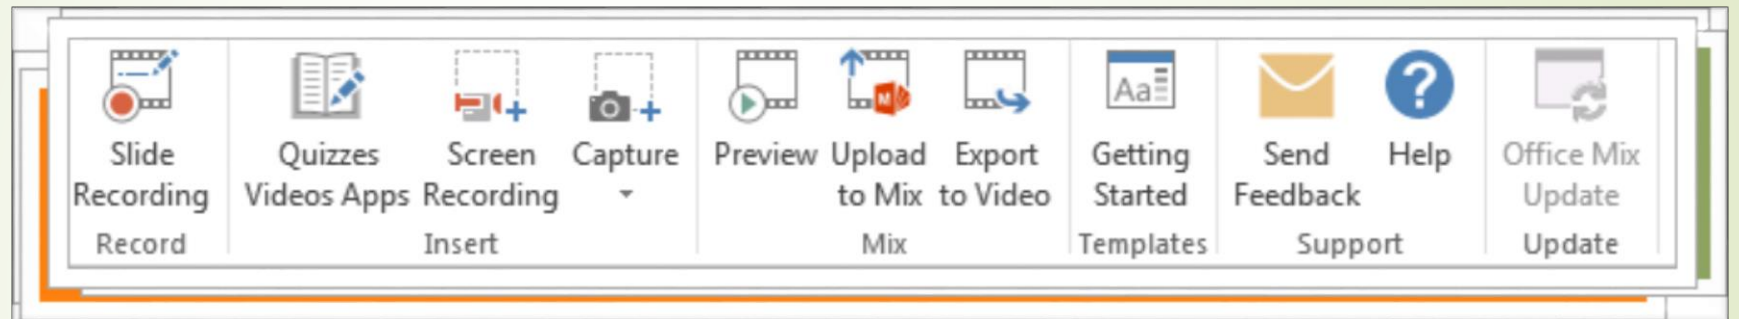 Slide
Recording
Record
Quizzes
Videos Apps
Screen
Recording
Capture
Insert
Preview
Upload
to Mix
Export
to Video
Mix
Aa
Getting
Started
Templates
Send
Feedback
?
Help
Support
Office Mix
Update
Update